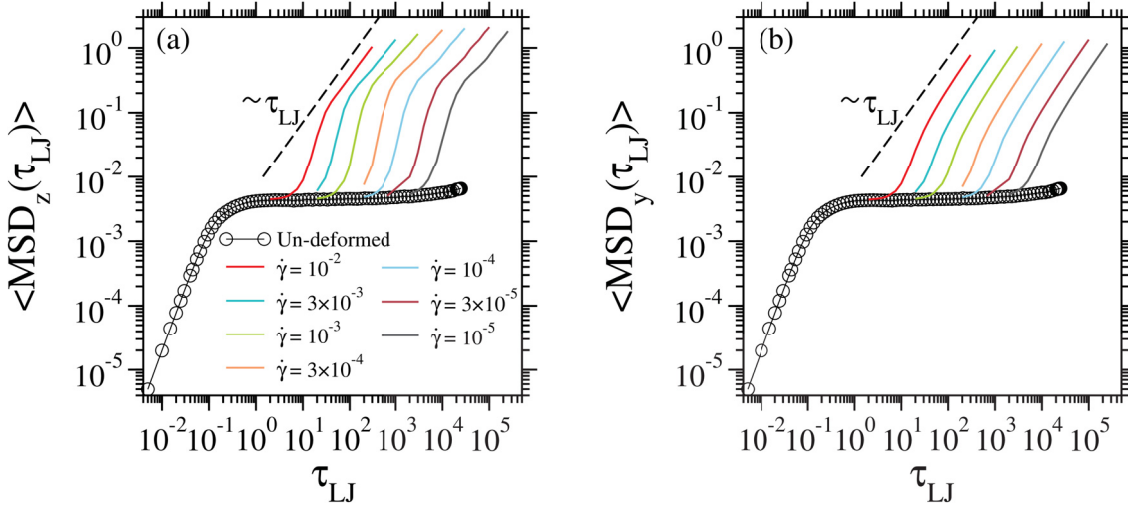 (a)
~ τ_LJ
<MSD_z(τ_LJ)>
10^0
10^-1
10^-2
10^-3
10^-4
10^-5
Un-deformed
γ̇ = 10^-2
γ̇ = 3×10^-3
γ̇ = 10^-3
γ̇ = 3×10^-4
γ̇ = 10^-4
γ̇ = 3×10^-5
γ̇ = 10^-5
10^-2 10^-1 10^0 10^1 10^2 10^3 10^4 10^5
τ_LJ
(b)
~ τ_LJ
<MSD_y(τ_LJ)>
10^0
10^-1
10^-2
10^-3
10^-4
10^-5
10^-2 10^-1 10^0 10^1 10^2 10^3 10^4 10^5
τ_LJ